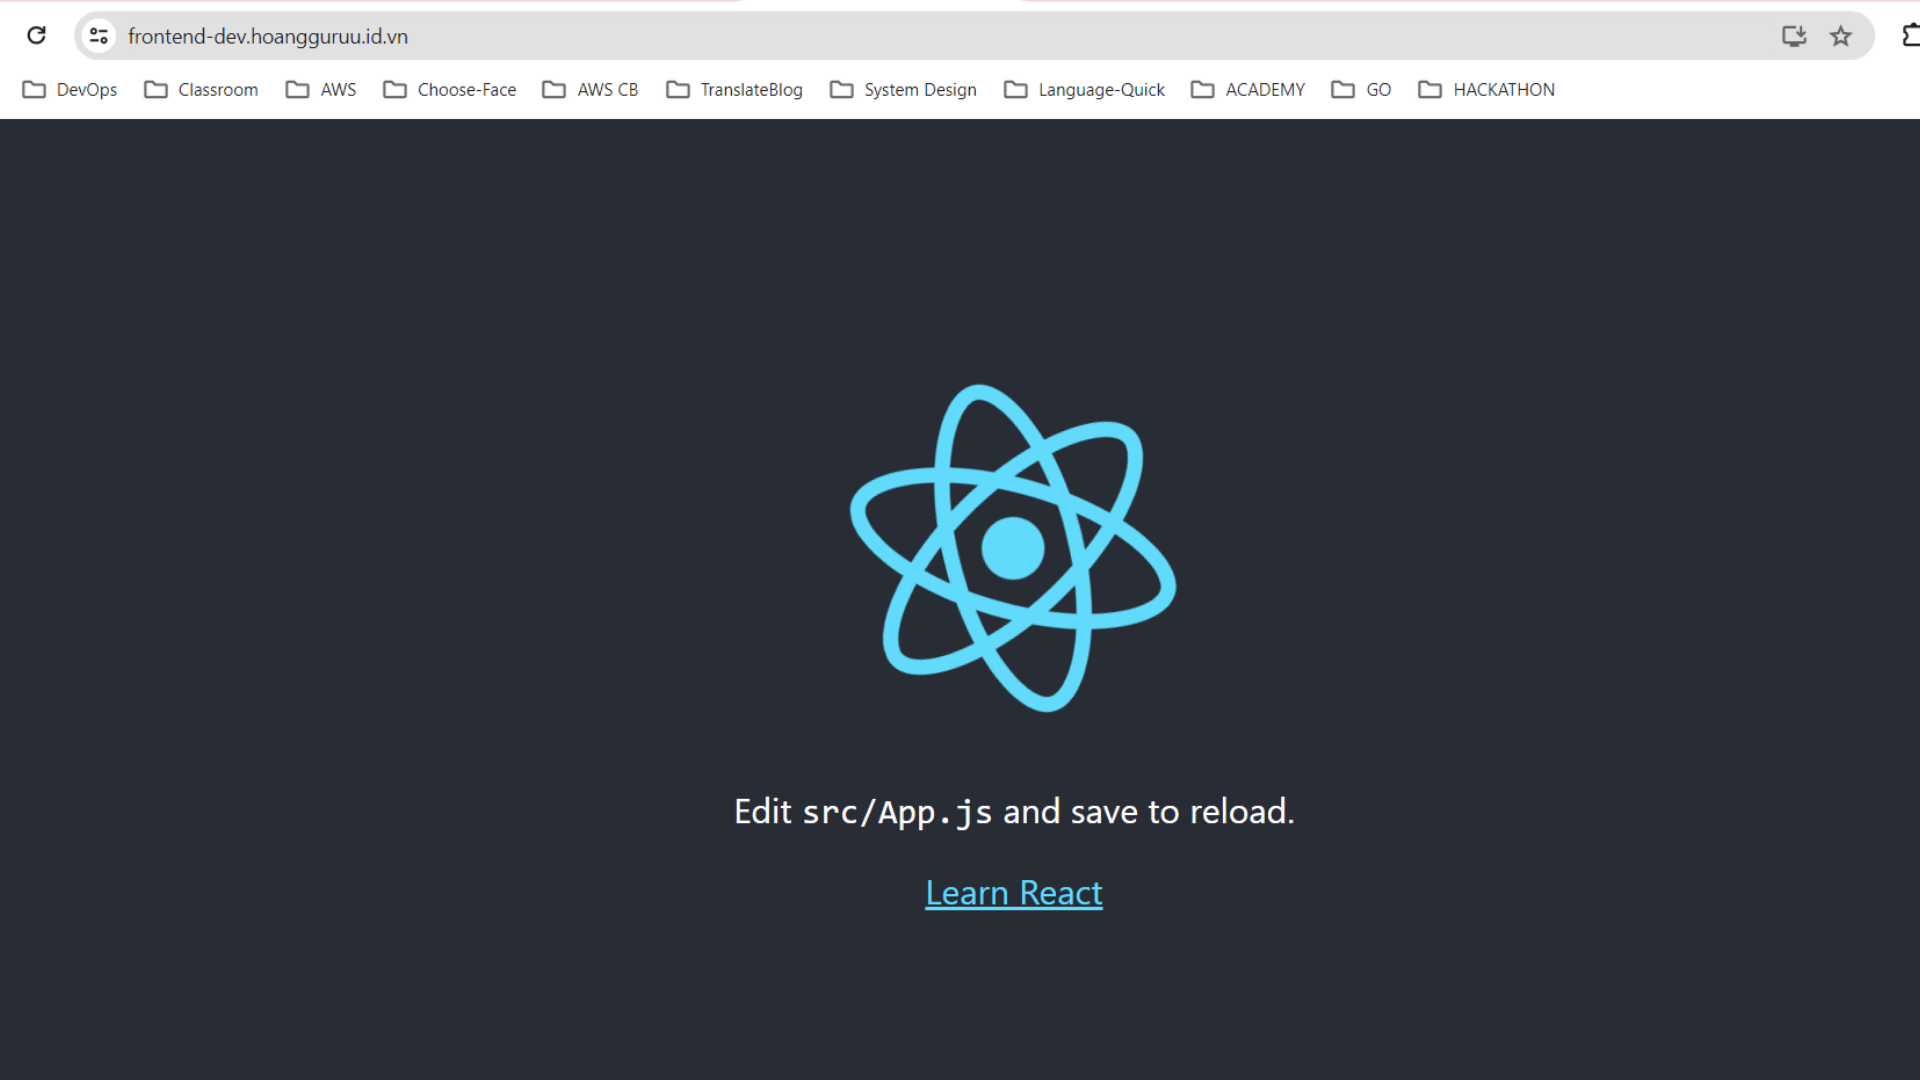 frontend-dev.hoangguruu.id.vn
DevOps Classroom AWS Choose-Face AWS CB TranslateBlog System Design Language-Quick ACADEMY GO HACKATHON
Edit src/App.js and save to reload.
Learn React